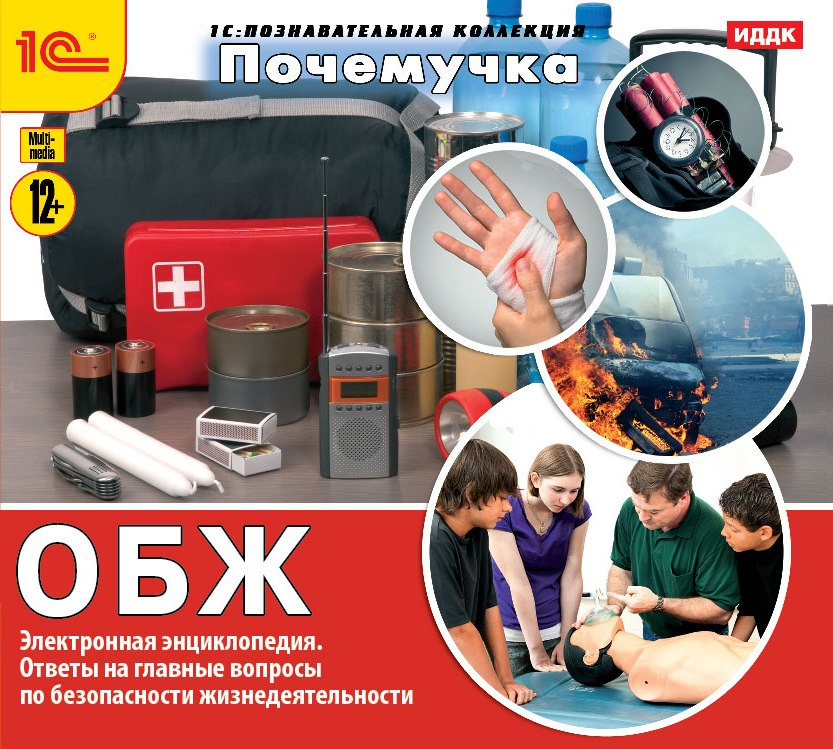 1С®
1С:ПОЗНАВАТЕЛЬНАЯ КОЛЛЕКЦИЯ
Почемучка
ИДДК
Multi-
media
12+
ОБЖ
Электронная энциклопедия.
Ответы на главные вопросы
по безопасности жизнедеятельности